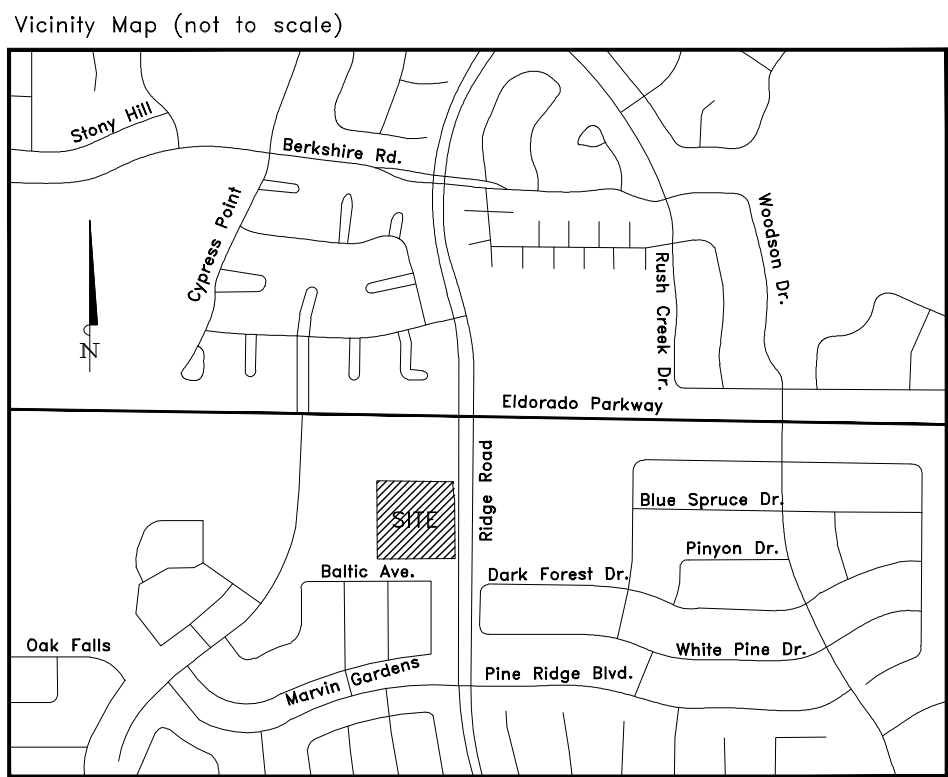 Vicinity Map (not to scale)
Stony Hill
Berkshire Rd.
Cypress Point
Woodson Dr.
Rush Creek Dr.
N
Eldorado Parkway
Ridge Road
SITE
Blue Spruce Dr.
Pinyon Dr.
Baltic Ave.
Dark Forest Dr.
Oak Falls
White Pine Dr.
Marvin Gardens
Pine Ridge Blvd.